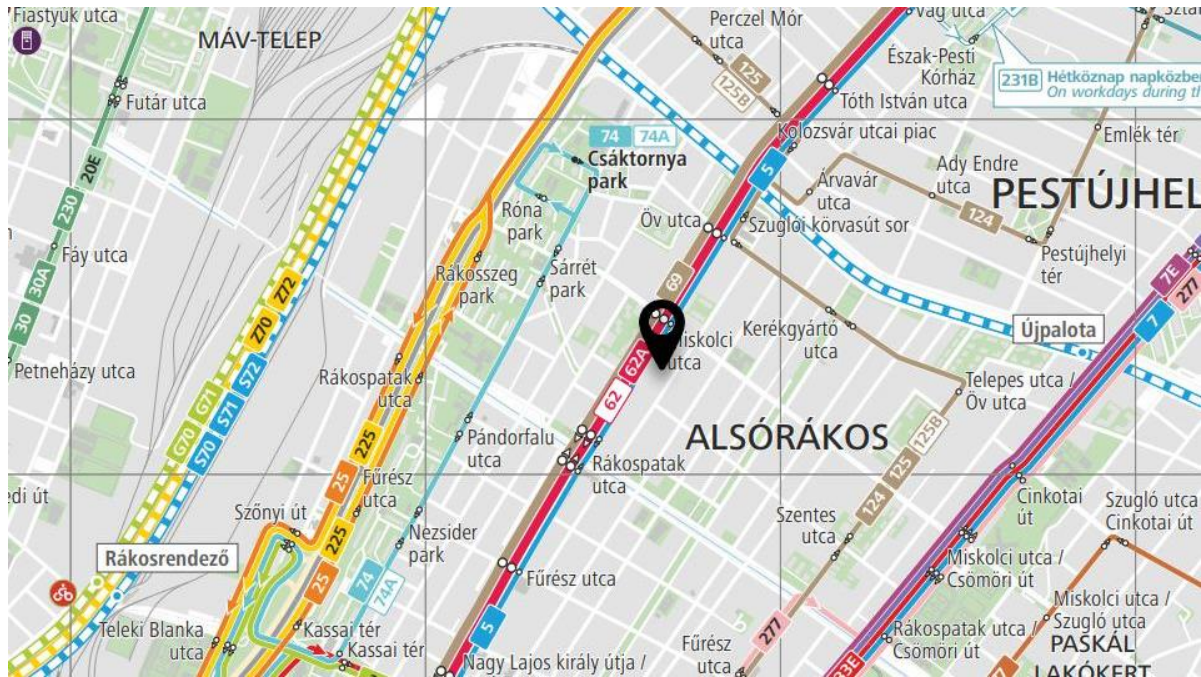 Fiastyúk utca
MÁV-TELEP
Futár utca
20E
230
30A
30
Fáy utca
Petneházy utca
Z72
Z70
G71
G70
S72
S71
S70
Perczel Mór
utca
125
125B
Vág utca
Észak-Pesti
Kórház
231B
Hétköznap napközben
On workdays during th
Tóth István utca
Kolozsvár utcai piac
Emlék tér
74
74A
Csáktornya
park
5
Árvavár
utca
Ady Endre
utca
PESTÚJHEL
124
Róna
park
Öv utca
Szuglói körvasút sor
Pestújhelyi
tér
Rákosszeg
park
Sárrét
park
69
7E
277
7
Kerékgyártó
utca
Újpalota
Miskolci
utca
62A
62
Rákospatak
utca
Telepes utca /
Öv utca
ALSÓRÁKOS
125B
125
124
Pándorfalu
utca
Rákospatak
utca
edi út
225
25
Fűrész
utca
Szőnyi út
Nezsider
park
Szentes
utca
Cinkotai
út
Szugló utca
Cinkotai út
Rákosrendező
225
25
74
74A
Fűrész utca
Miskolci utca /
Csömöri út
Miskolci utca /
Szugló utca
Teleki Blanka
utca
Kassai tér
Kassai tér
5
277
Rákospatak utca /
Csömöri út
PASKÁL
LAKÓKERT
Nagy Lajos király útja /
Fűrész
utca